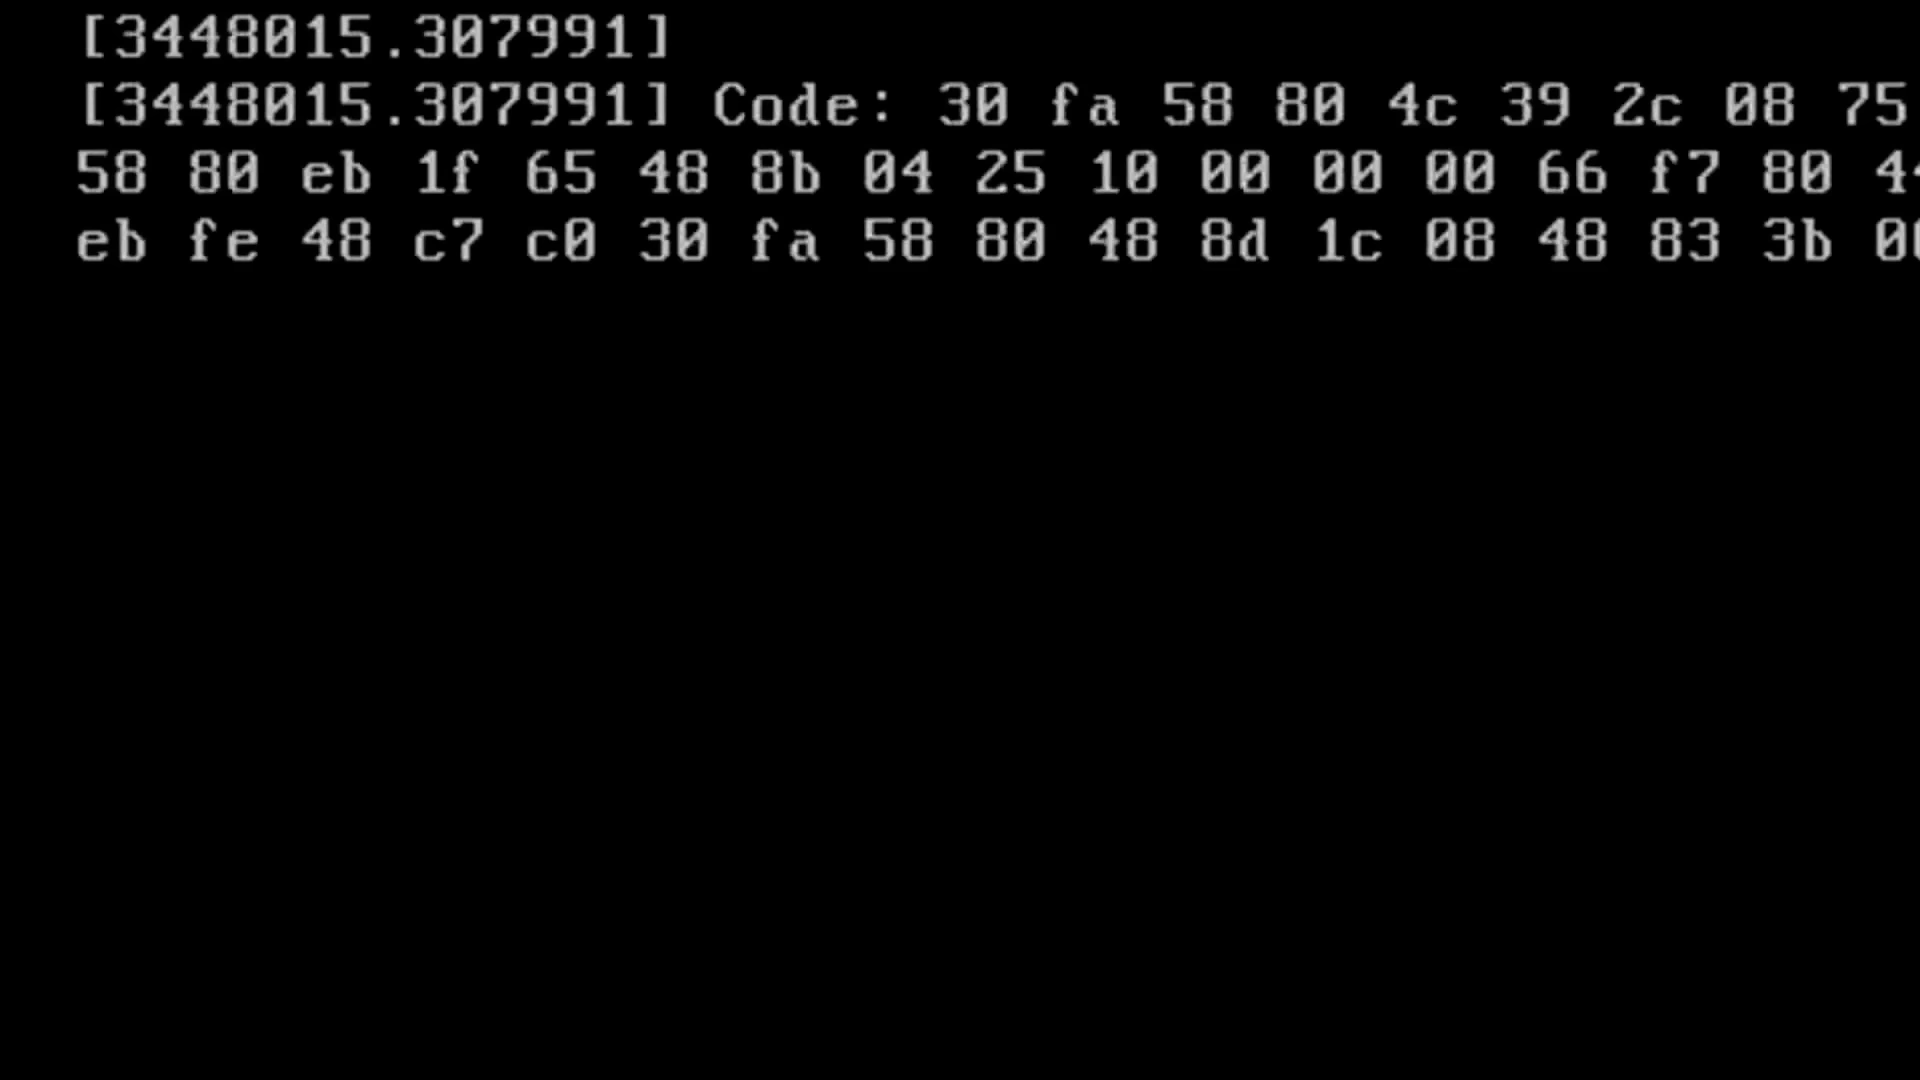 [3448015.307991]
[3448015.307991] Code: 30 fa 58 80 4c 39 2c 08 75
58 80 eb 1f 65 48 8b 04 25 10 00 00 00 66 f7 80 4
eb fe 48 c7 c0 30 fa 58 80 48 8d 1c 08 48 83 3b 0